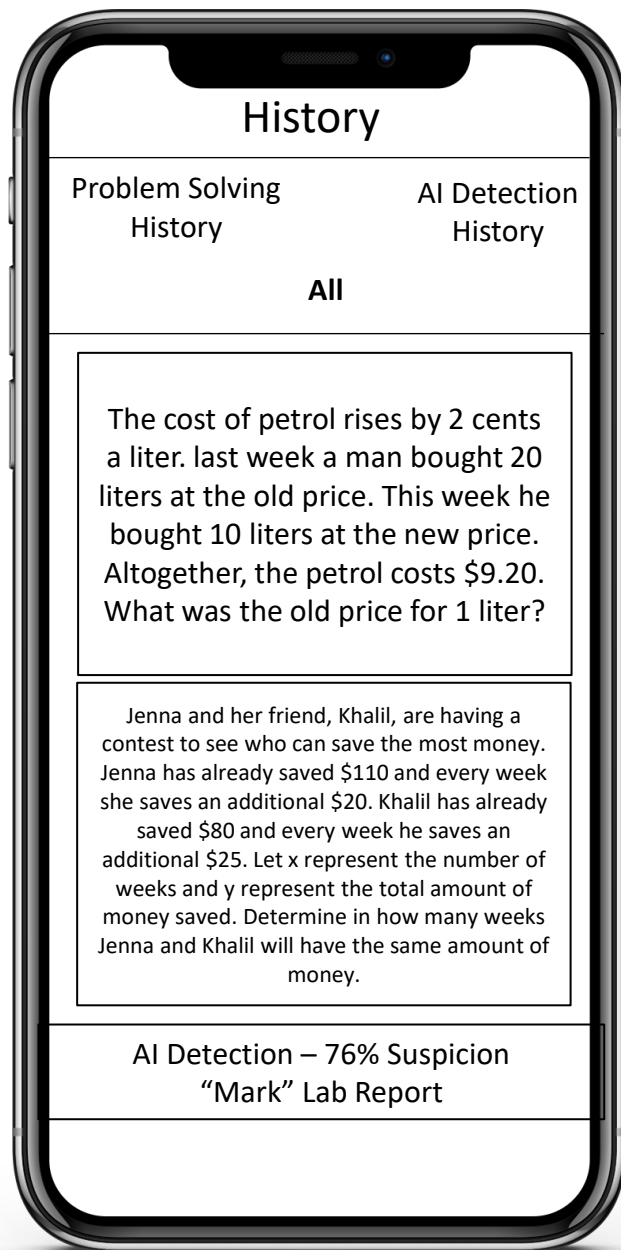 History
Problem Solving
History
AI Detection
History
All
The cost of petrol rises by 2 cents
a liter. last week a man bought 20
liters at the old price. This week he
bought 10 liters at the new price.
Altogether, the petrol costs $9.20.
What was the old price for 1 liter?
Jenna and her friend, Khalil, are having a
contest to see who can save the most money.
Jenna has already saved $110 and every week
she saves an additional $20. Khalil has already
saved $80 and every week he saves an
additional $25. Let x represent the number of
weeks and y represent the total amount of
money saved. Determine in how many weeks
Jenna and Khalil will have the same amount of
money.
AI Detection – 76% Suspicion
“Mark” Lab Report